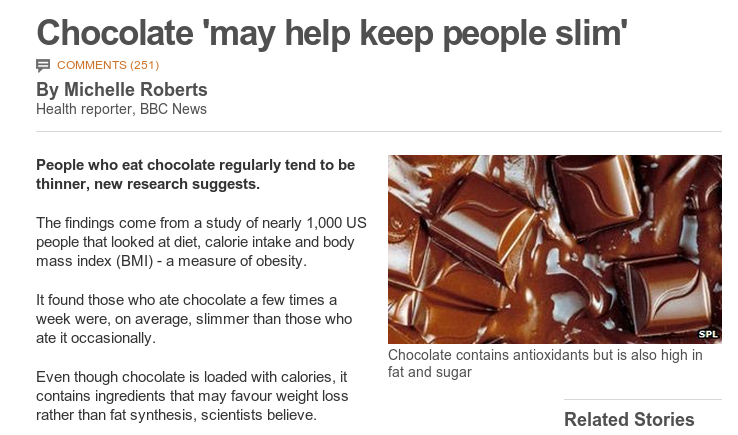 Chocolate 'may help keep people slim'
COMMENTS (251)
By Michelle Roberts
Health reporter, BBC News
People who eat chocolate regularly tend to be
thinner, new research suggests.
The findings come from a study of nearly 1,000 US
people that looked at diet, calorie intake and body
mass index (BMI) - a measure of obesity.
It found those who ate chocolate a few times a
week were, on average, slimmer than those who
ate it occasionally.
Even though chocolate is loaded with calories, it
contains ingredients that may favour weight loss
rather than fat synthesis, scientists believe.
SPL
Chocolate contains antioxidants but is also high in
fat and sugar
Related Stories